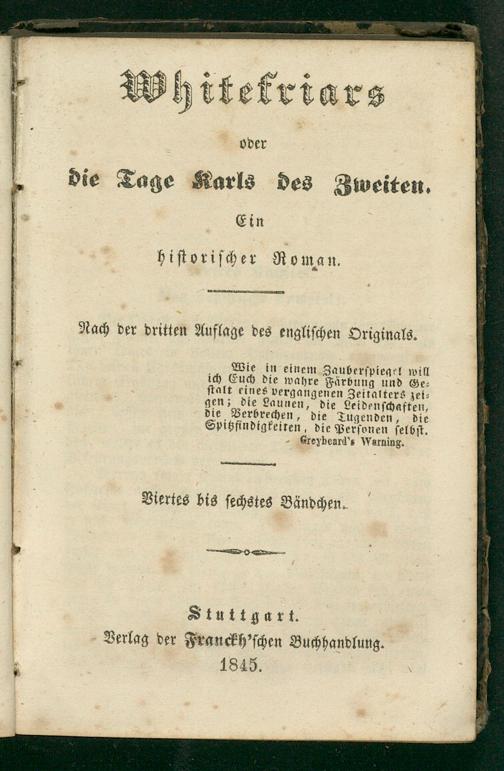 Whitefriars
oder
die Tage Karls des Zweiten.
Ein
historischer Roman.
Nach der dritten Auflage des englischen Originals.
Wie in einem Zauberspiegel will
ich Euch die wahre Färbung und Ge-
stalt eines vergangenen Zeitalters zei-
gen; die Launen, die Leidenschaften,
die Verbrechen, die Tugenden, die
Spitzfindigkeiten, die Personen selbst.
Greybeard's Warning.
Viertes bis sechstes Bändchen.
Stuttgart.
Verlag der Franckh'schen Buchhandlung.
1845.